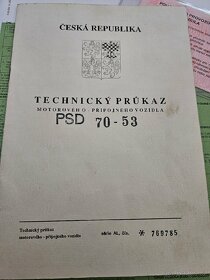 ČESKÁ REPUBLIKA
TECHNICKÝ PRŮKAZ
MOTOROVÉHO - PŘÍPOJNÉHO VOZIDLA
PSD 70-53
Technický průkaz
motorového - přípojného vozidla
série AL, čís. * 769785